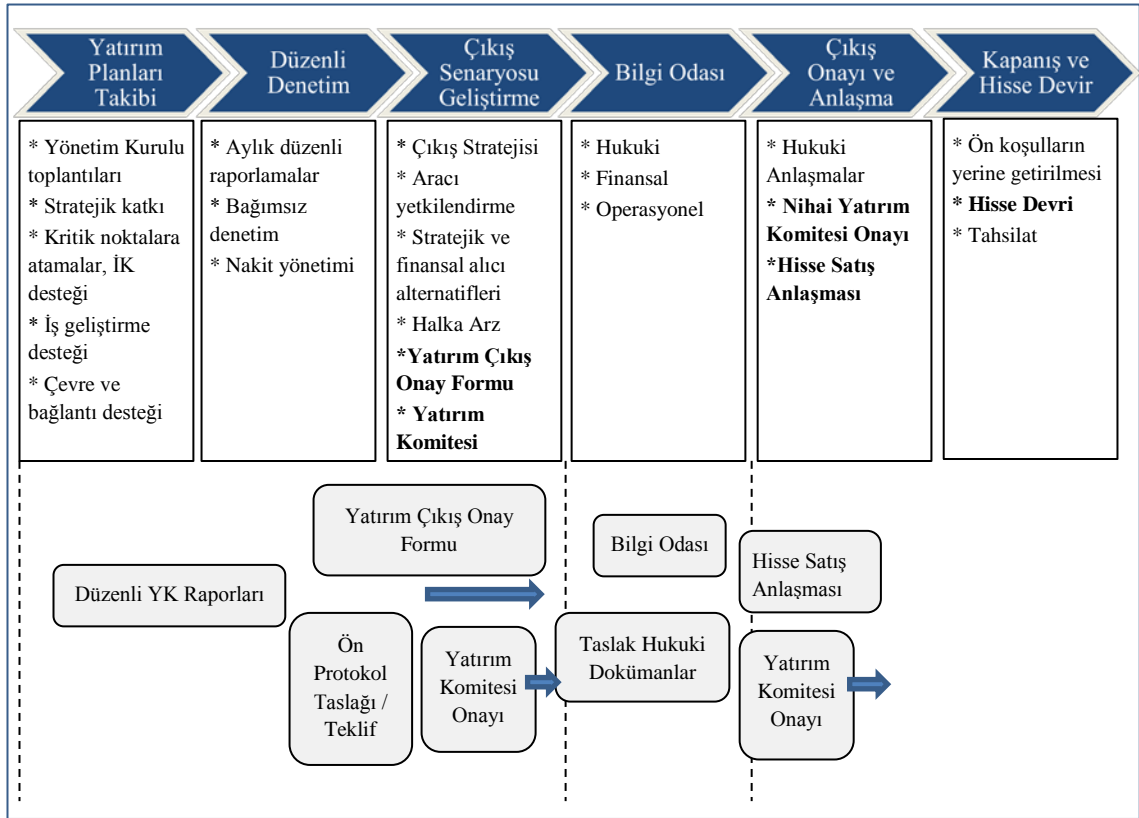 Yatırım
Planları
Takibi
Düzenli
Denetim
Çıkış
Senaryosu
Geliştirme
Bilgi Odası
Çıkış
Onayı ve
Anlaşma
Kapanış ve
Hisse Devir
* Yönetim Kurulu
toplantıları
* Stratejik katkı
* Kritik noktalara
atamalar, İK
desteği
* İş geliştirme
desteği
* Çevre ve
bağlantı desteği
* Aylık düzenli
raporlamalar
* Bağımsız
denetim
* Nakit yönetimi
* Çıkış Stratejisi
* Aracı
yetkilendirme
* Stratejik ve
finansal alıcı
alternatifleri
* Halka Arz
*Yatırım Çıkış
Onay Formu
* Yatırım
Komitesi
* Hukuki
* Finansal
* Operasyonel
* Hukuki
Anlaşmalar
* Nihai Yatırım
Komitesi Onayı
*Hisse Satış
Anlaşması
* Ön koşulların
yerine getirilmesi
* Hisse Devri
* Tahsilat
Yatırım Çıkış Onay
Formu
Bilgi Odası
Hisse Satış
Anlaşması
Düzenli YK Raporları
Ön
Protokol
Taslağı /
Teklif
Yatırım
Komitesi
Onayı
Taslak Hukuki
Dokümanlar
Yatırım
Komitesi
Onayı